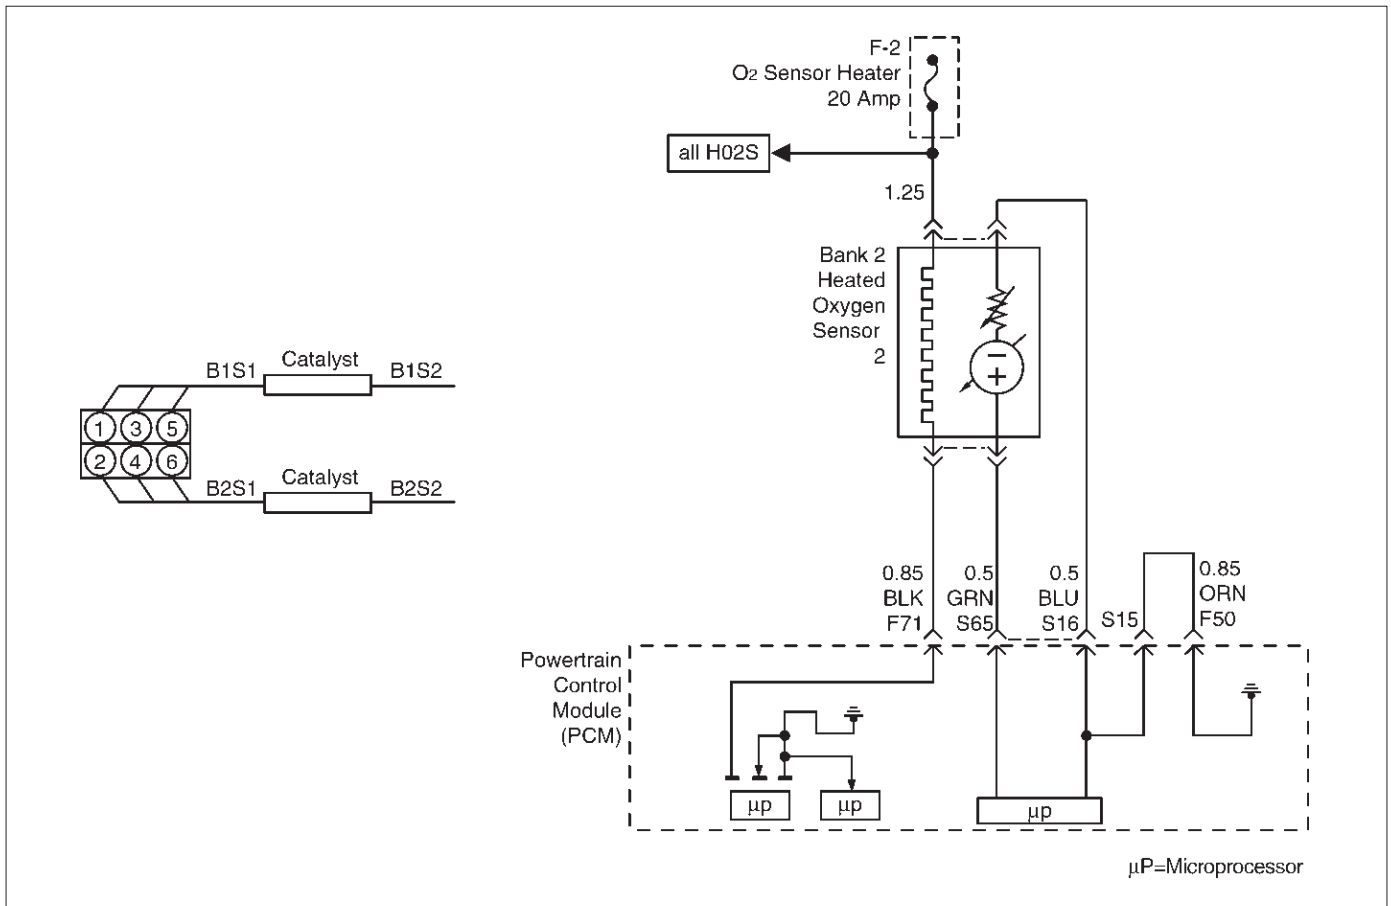 F-2
O2 Sensor Heater
20 Amp
all H02S
1.25
Bank 2
Heated
Oxygen
Sensor
2
B1S1 Catalyst B1S2
1 3 5
2 4 6
B2S1 Catalyst B2S2
0.85 0.5 0.5 0.85
BLK GRN BLU ORN
F71 S65 S16 S15 F50
Powertrain
Control
Module
(PCM)
µp µp µp
µP=Microprocessor